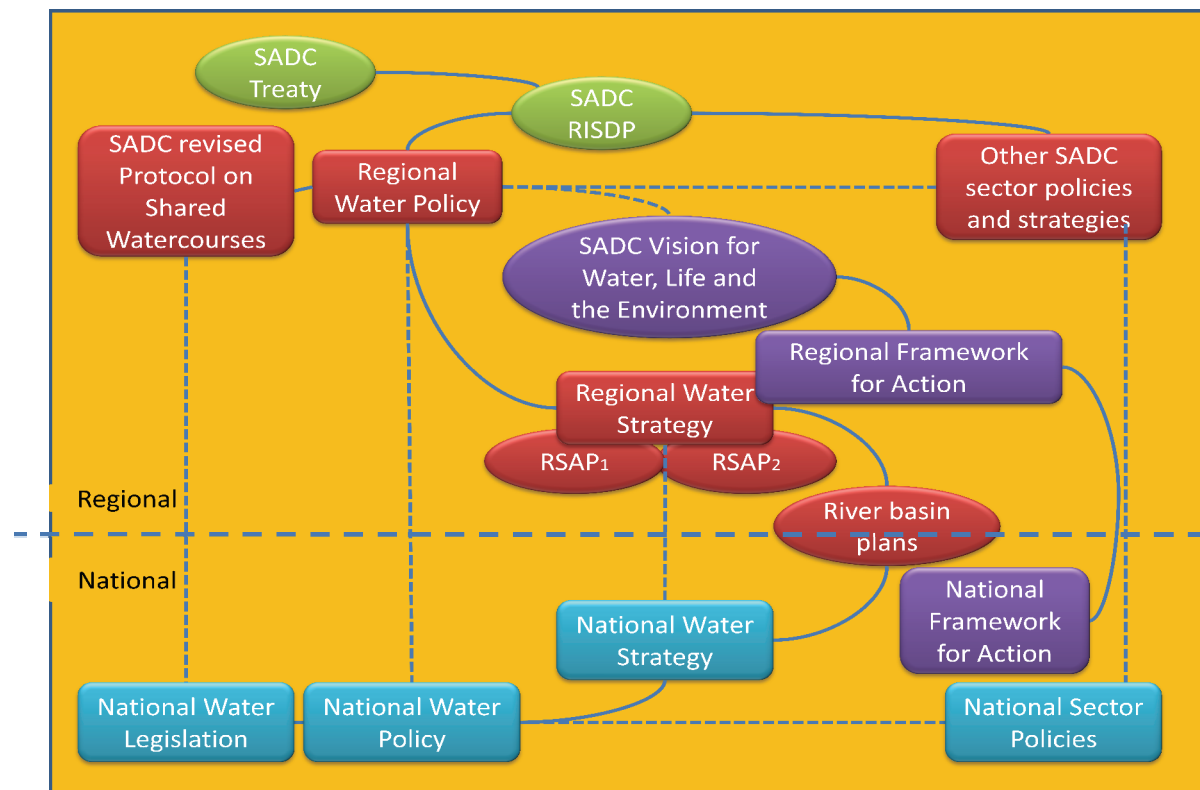 SADC
Treaty
SADC
RISDP
SADC revised
Protocol on
Shared
Watercourses
Regional
Water Policy
Other SADC
sector policies
and strategies
SADC Vision for
Water, Life and
the Environment
Regional Framework
for Action
Regional Water
Strategy
RSAP1
RSAP2
Regional
River basin
plans
National
National
Framework
for Action
National Water
Strategy
National Water
Legislation
National Water
Policy
National Sector
Policies